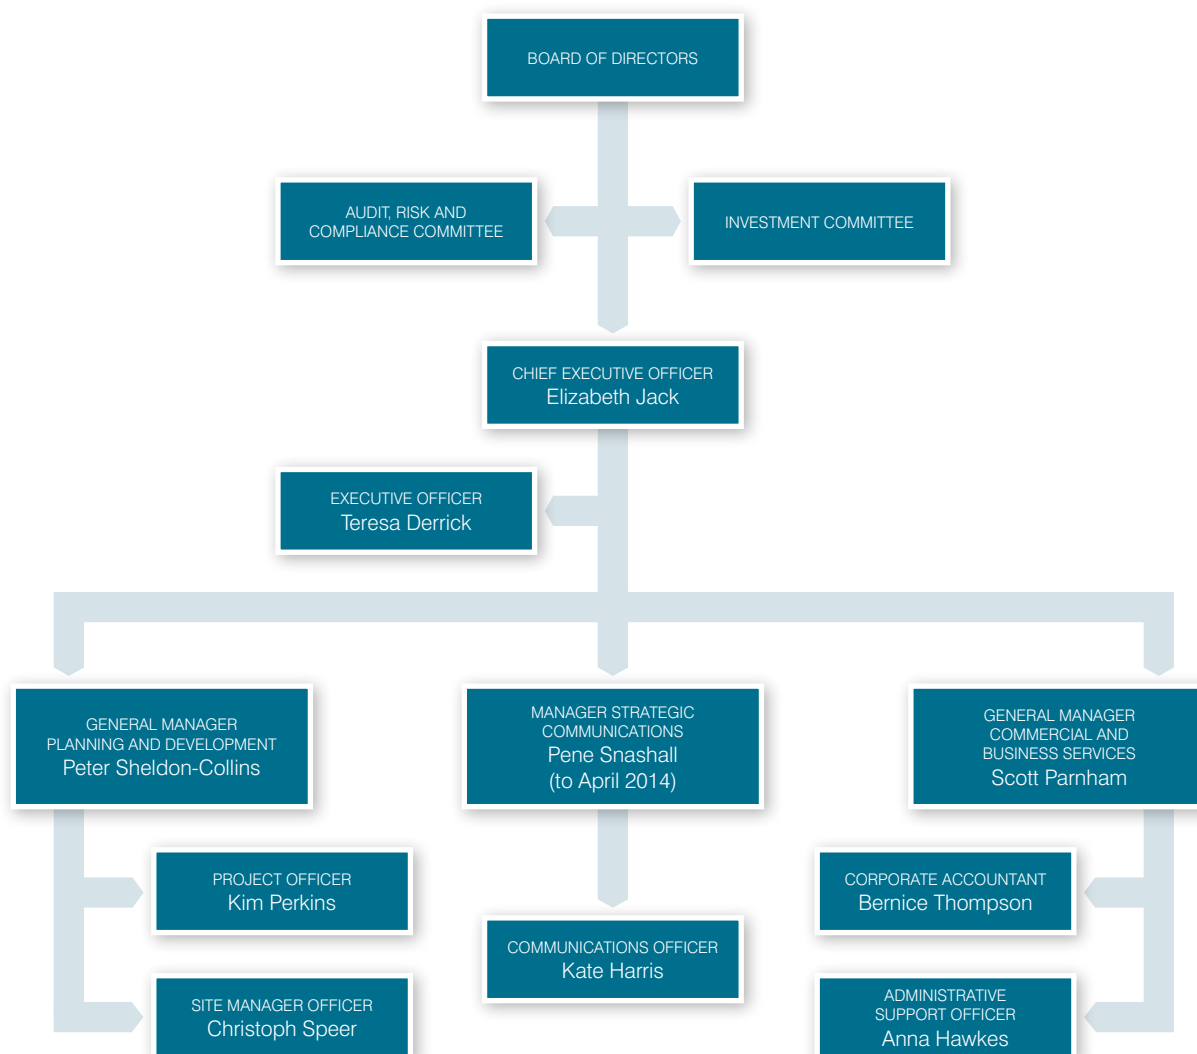 BOARD OF DIRECTORS
AUDIT, RISK AND
COMPLIANCE COMMITTEE
INVESTMENT COMMITTEE
CHIEF EXECUTIVE OFFICER
Elizabeth Jack
EXECUTIVE OFFICER
Teresa Derrick
GENERAL MANAGER
PLANNING AND DEVELOPMENT
Peter Sheldon-Collins
MANAGER STRATEGIC
COMMUNICATIONS
Pene Snashall
(to April 2014)
GENERAL MANAGER
COMMERCIAL AND
BUSINESS SERVICES
Scott Parnham
PROJECT OFFICER
Kim Perkins
CORPORATE ACCOUNTANT
Bernice Thompson
COMMUNICATIONS OFFICER
Kate Harris
SITE MANAGER OFFICER
Christoph Speer
ADMINISTRATIVE
SUPPORT OFFICER
Anna Hawkes